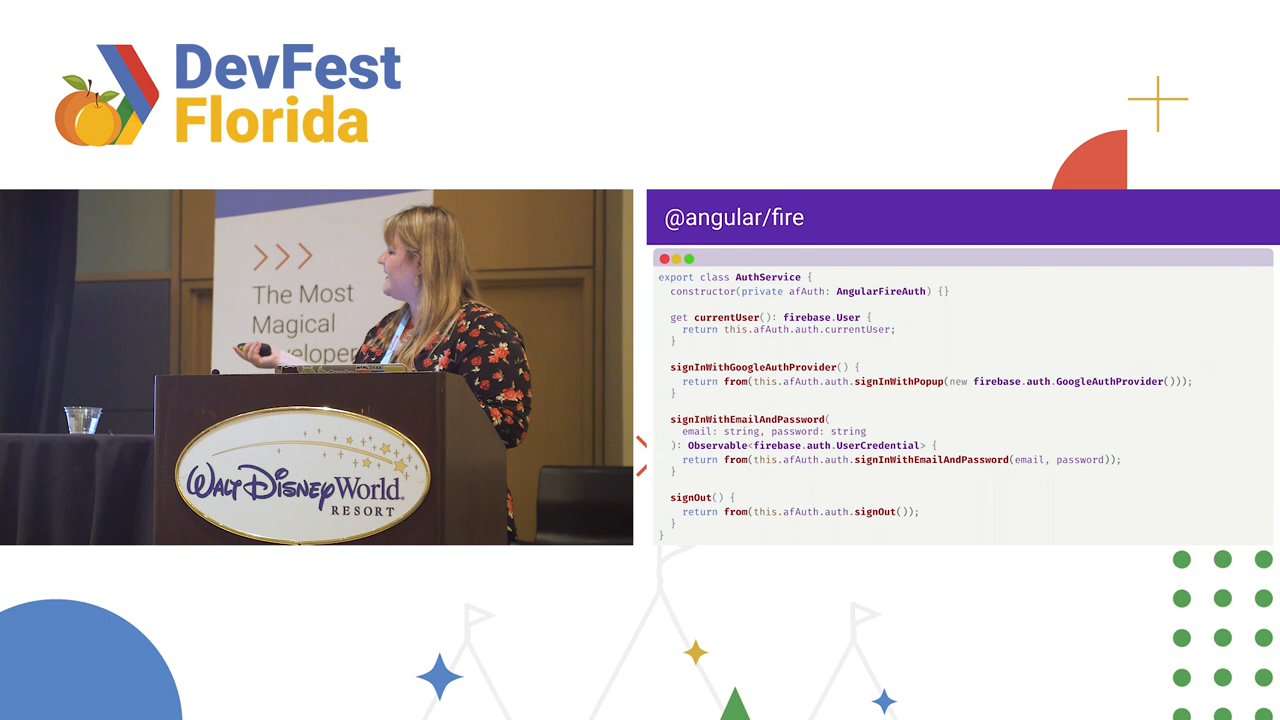 DevFest
Florida
The Most
Magical
WALT DISNEY World.
RESORT
@angular/fire
export class AuthService {
constructor(private afAuth: AngularFireAuth) {}
get currentUser(): firebase.User {
return this.afAuth.auth.currentUser;
}
signInWithGoogleAuthProvider() {
return from(this.afAuth.auth.signInWithPopup(new firebase.auth.GoogleAuthProvider()));
}
signInWithEmailAndPassword(
email: string, password: string
): Observable<firebase.auth.UserCredential> {
return from(this.afAuth.auth.signInWithEmailAndPassword(email, password));
}
signOut() {
return from(this.afAuth.auth.signOut());
}
}